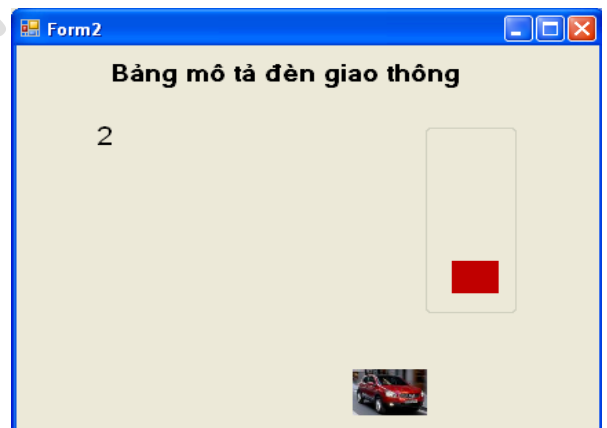 Form2
Bảng mô tả đèn giao thông
2